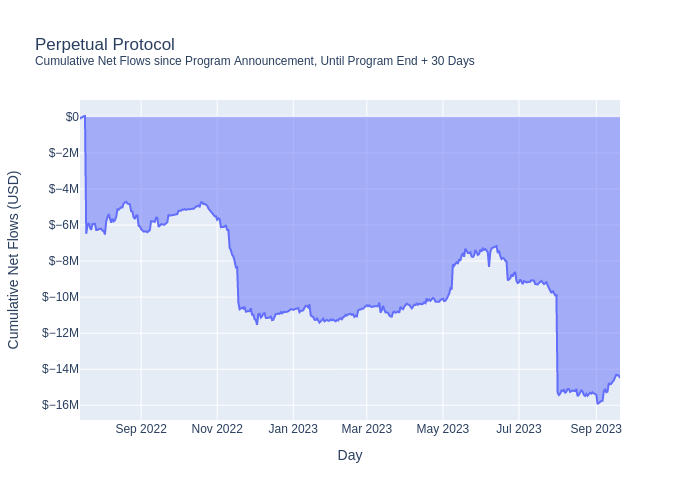 Perpetual Protocol
Cumulative Net Flows since Program Announcement, Until Program End + 30 Days
Cumulative Net Flows (USD)
$0
$−2M
$−4M
$−6M
$−8M
$−10M
$−12M
$−14M
$−16M
Sep 2022 Nov 2022 Jan 2023 Mar 2023 May 2023 Jul 2023 Sep 2023
Day